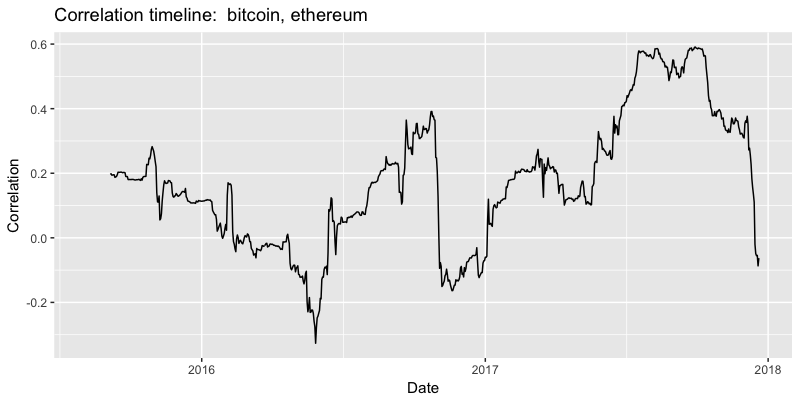 Correlation timeline:  bitcoin, ethereum
0.6
0.4
0.2
0.0
-0.2
Correlation
2016
2017
2018
Date